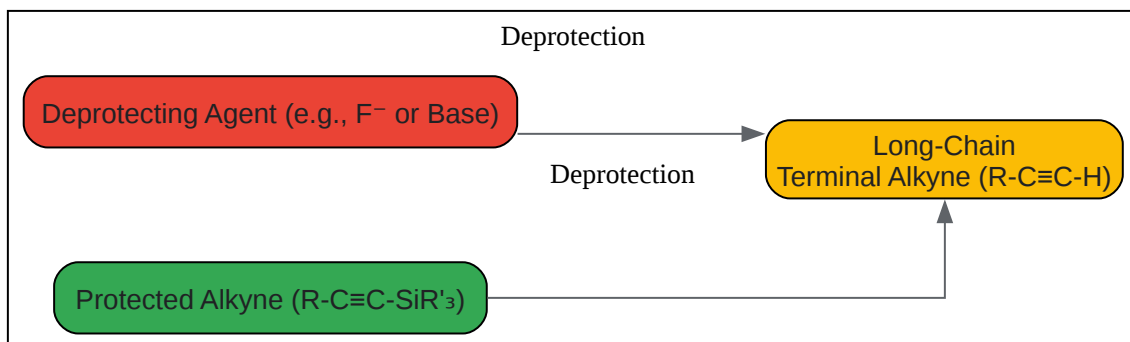 Deprotection
Deprotecting Agent (e.g., F⁻ or Base)
Long-Chain
Terminal Alkyne (R-C≡C-H)
Deprotection
Protected Alkyne (R-C≡C-SiR'₃)